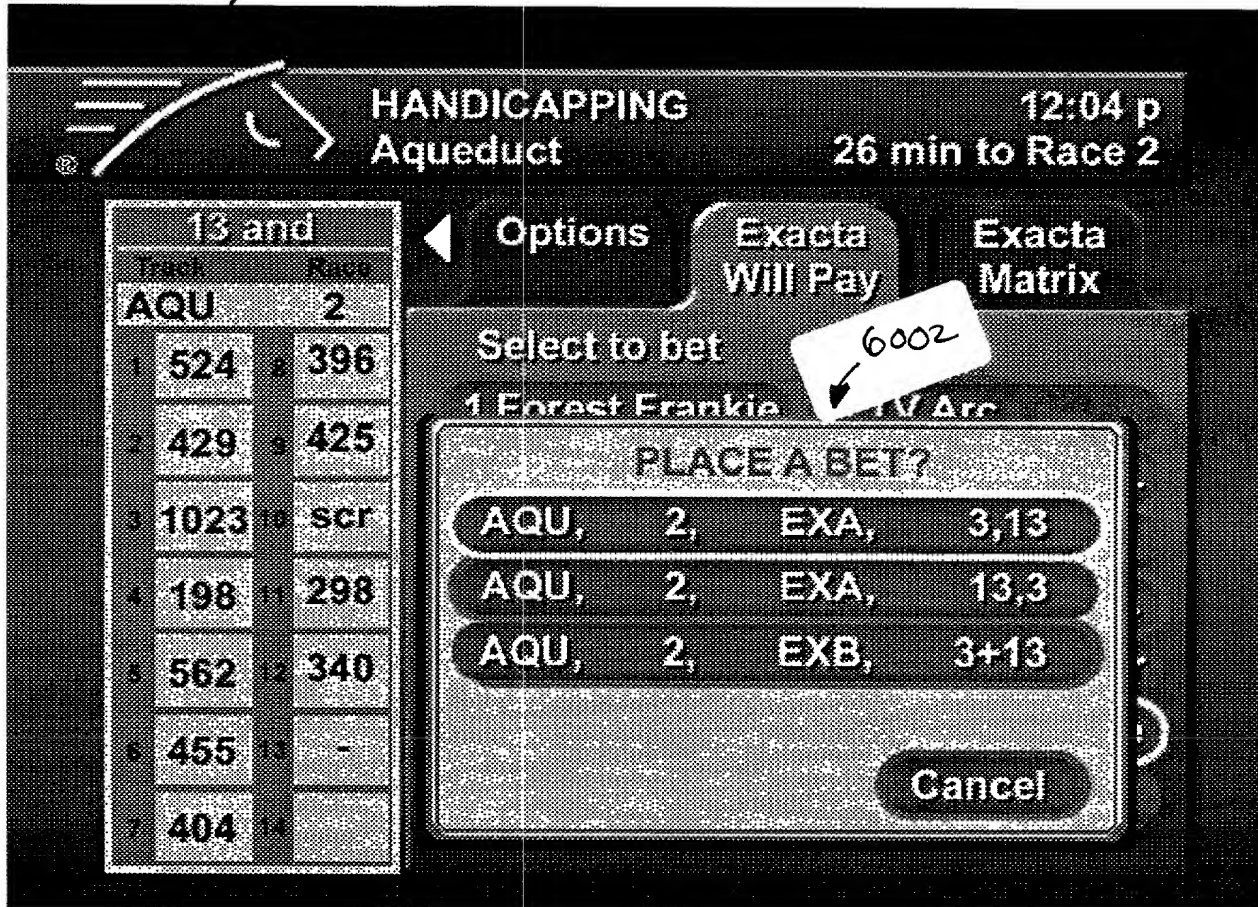 HANDICAPPING 12:04 p
Aqueduct 26 min to Race 2
®
13 and
Track Race
AQU 2
1 524 8 396
2 429 9 425
3 1023 10 scr
4 198 11 298
5 562 12 340
6 455 13 -
7 404 14
Options
Exacta
Will Pay
Exacta
Matrix
Select to bet
6002
1 Forest Frankie TV Arc
PLACE A BET?
AQU, 2, EXA, 3,13
AQU, 2, EXA, 13,3
AQU, 2, EXB, 3+13
Cancel